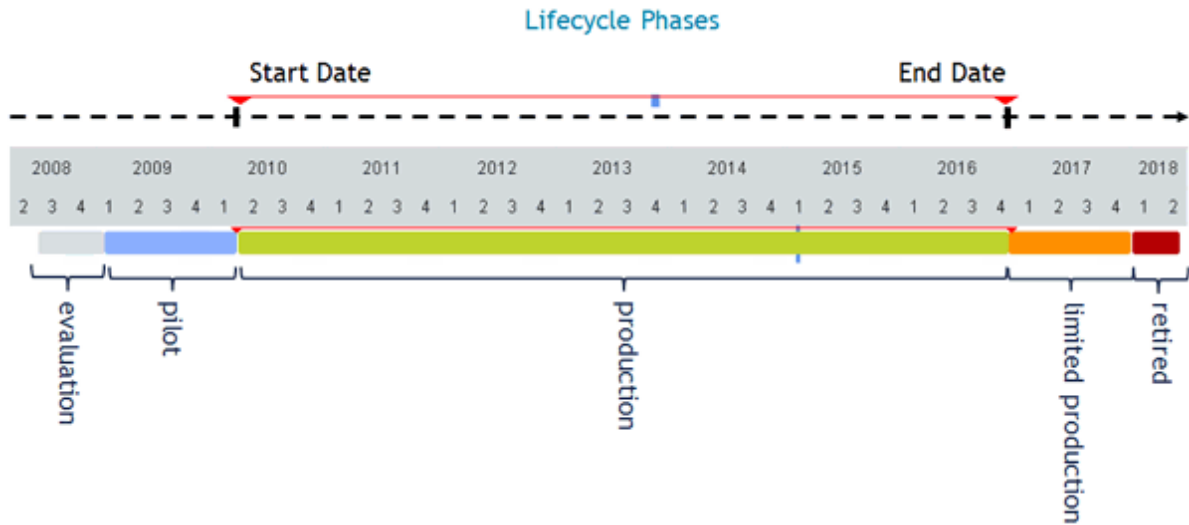 Lifecycle Phases
Start Date End Date
2008 2009 2010 2011 2012 2013 2014 2015 2016 2017 2018
2 3 4 1 2 3 4 1 2 3 4 1 2 3 4 1 2 3 4 1 2 3 4 1 2 3 4 1 2 3 4 1 2 3 4 1 2 3 4 1 2
evaluation
pilot
production
limited production
retired